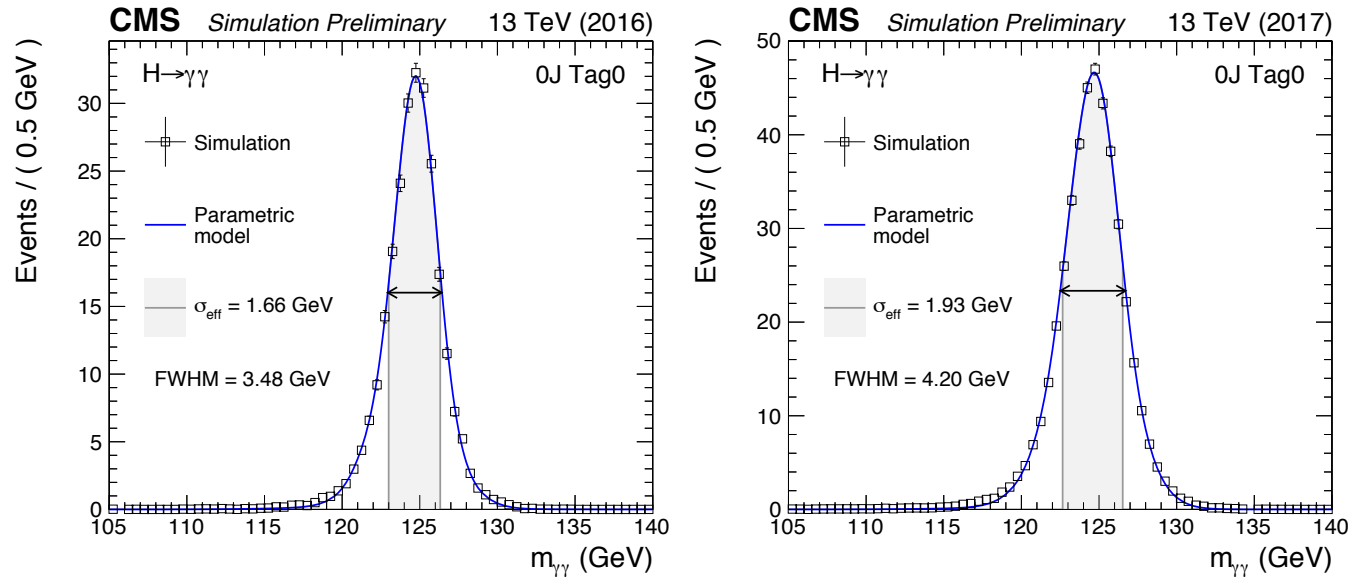 CMS Simulation Preliminary 13 TeV (2016)
Events / ( 0.5 GeV )
H→γγ
0J Tag0
Simulation
Parametric
model
σeff = 1.66 GeV
FWHM = 3.48 GeV
30
25
20
15
10
5
0
105 110 115 120 125 130 135 140
mγγ (GeV)
CMS Simulation Preliminary 13 TeV (2017)
Events / ( 0.5 GeV )
H→γγ
0J Tag0
Simulation
Parametric
model
σeff = 1.93 GeV
FWHM = 4.20 GeV
50
40
30
20
10
0
105 110 115 120 125 130 135 140
mγγ (GeV)